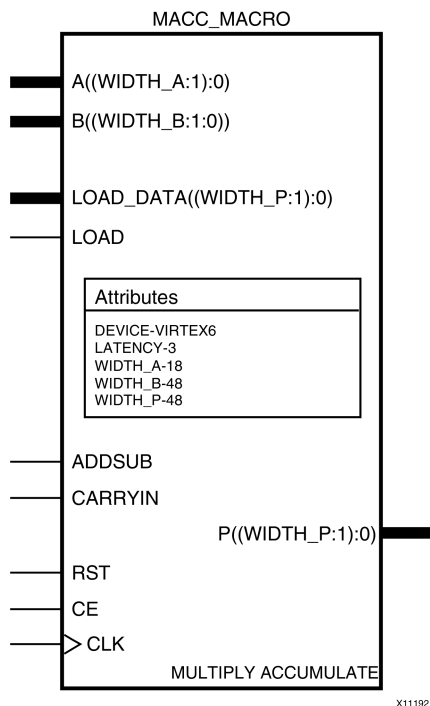 MACC_MACRO
A((WIDTH_A:1):0)
B((WIDTH_B:1:0))
LOAD_DATA((WIDTH_P:1):0)
LOAD
Attributes
DEVICE-VIRTEX6
LATENCY-3
WIDTH_A-18
WIDTH_B-48
WIDTH_P-48
ADDSUB
CARRYIN
P((WIDTH_P:1):0)
RST
CE
CLK
MULTIPLY ACCUMULATE
X11192